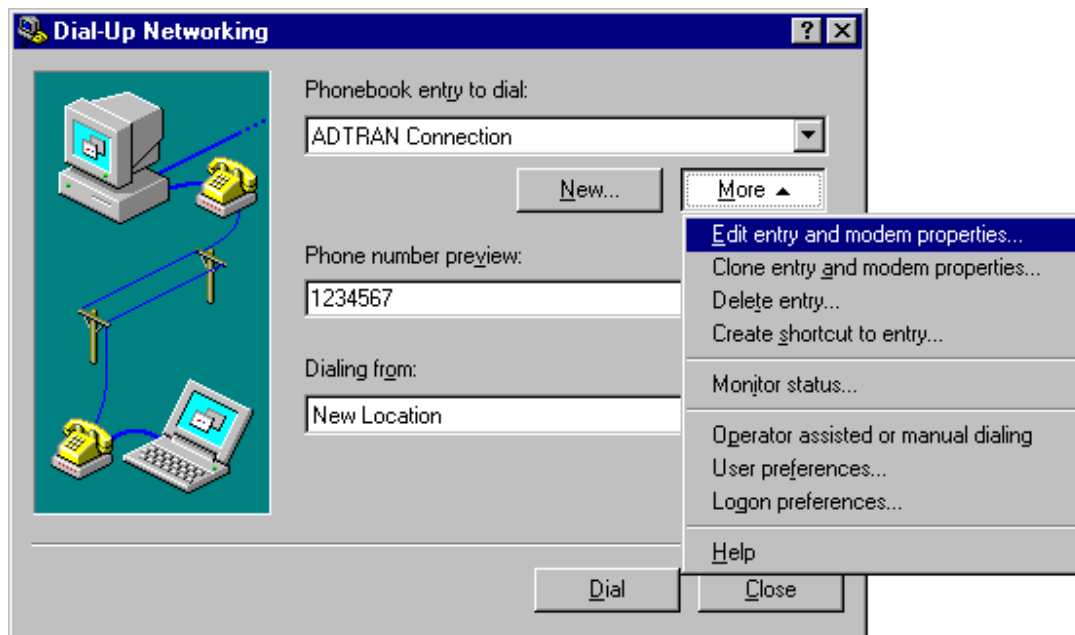 Dial-Up Networking
Phonebook entry to dial:
ADTRAN Connection
New...
More
Edit entry and modem properties...
Clone entry and modem properties...
Delete entry...
Create shortcut to entry...
Monitor status...
Operator assisted or manual dialing
User preferences...
Logon preferences...
Help
Phone number preview:
1234567
Dialing from:
New Location
Dial
Close